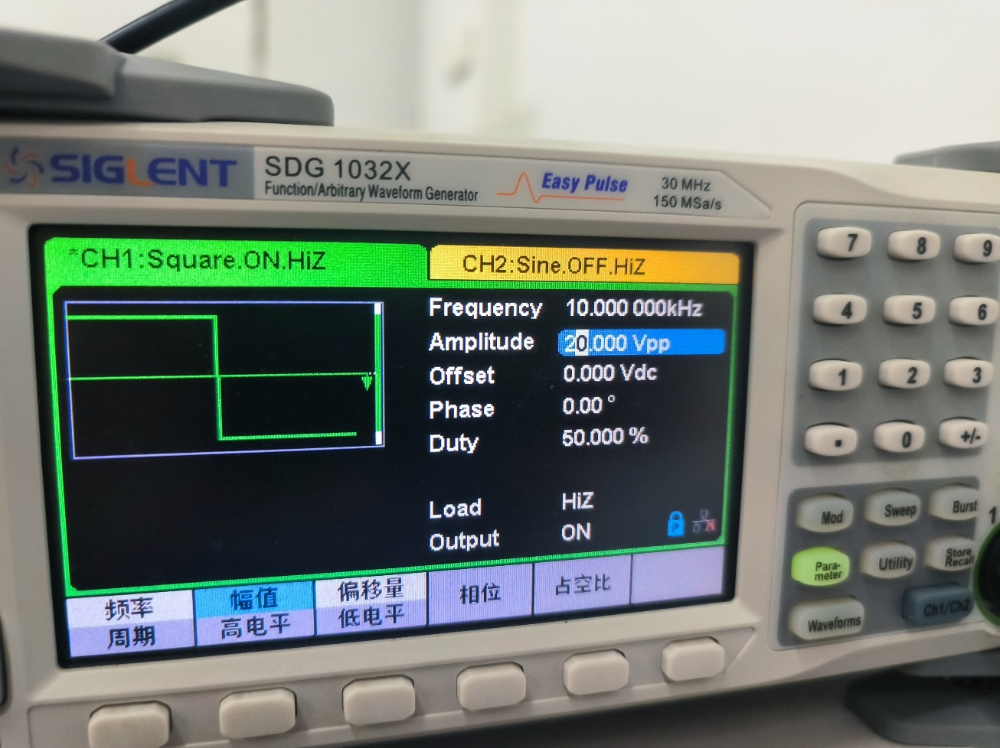 SIGLENT
SDG 1032X
Function/Arbitrary Waveform Generator
Easy Pulse
30 MHz
150 MSa/s
*CH1:Square.ON.HiZ
CH2:Sine.OFF.HiZ
Frequency 10.000 000kHz
Amplitude 20.000 Vpp
Offset 0.000 Vdc
Phase 0.00 °
Duty 50.000 %
Load HiZ
Output ON
频率 幅值 偏移量 相位 占空比
周期 高电平 低电平
7 8 9
4 5 6
1 2 3
. 0 +/-
Mod Sweep Burst
Para-
meter
Utility
Store
Recall
Waveforms
Ch1/Ch2
1